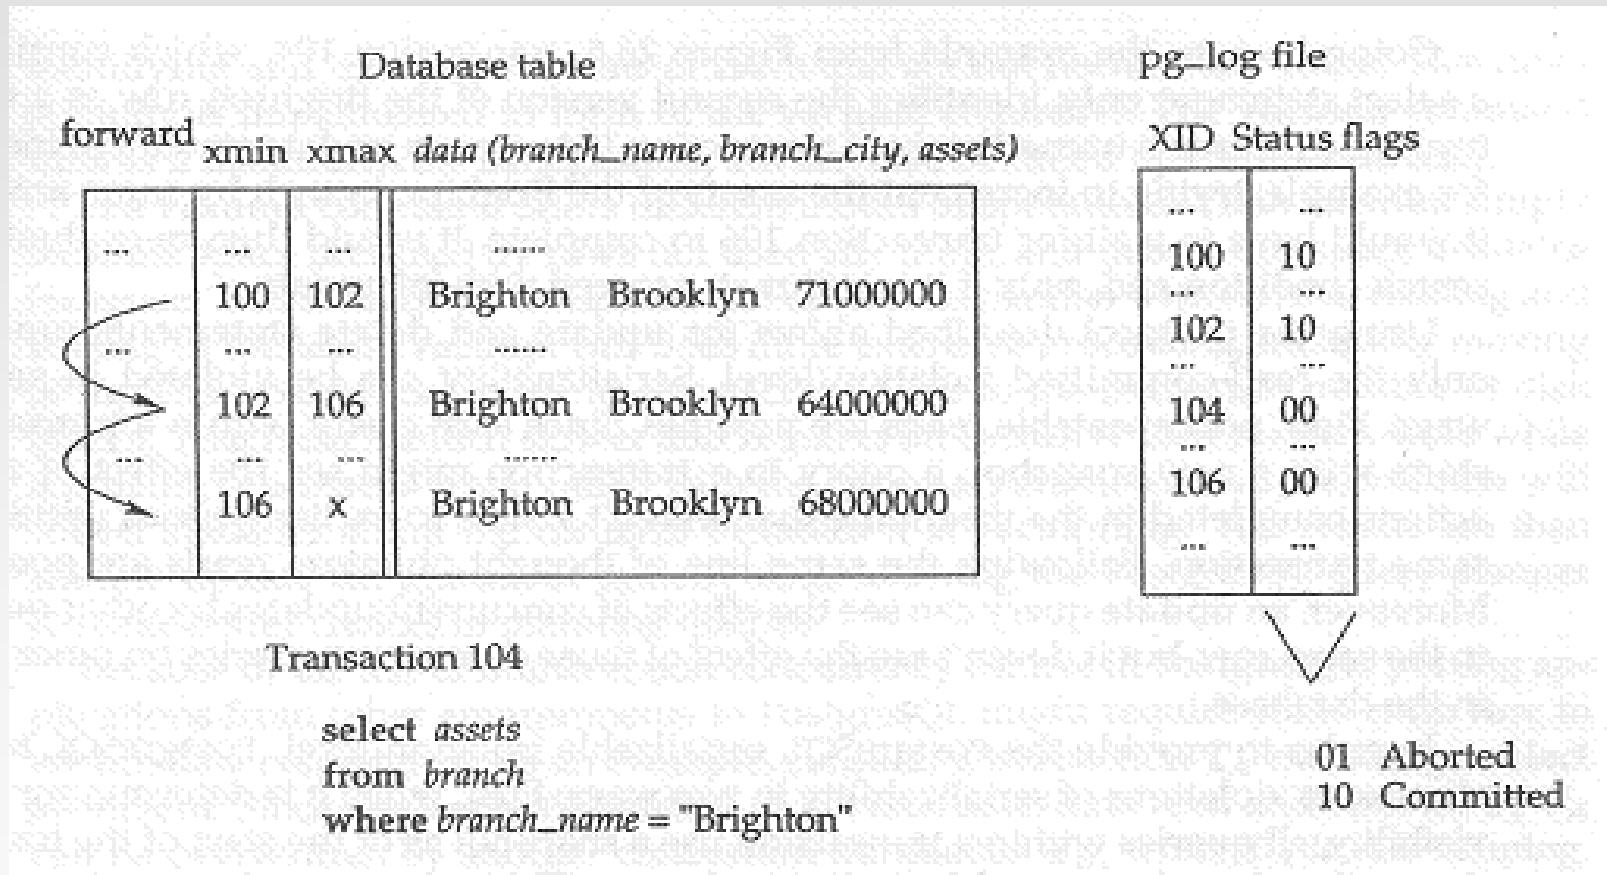 Database table
forward xmin xmax data (branch_name, branch_city, assets)
... ... ... ......
100 102 Brighton Brooklyn 71000000
... ... ... ......
102 106 Brighton Brooklyn 64000000
... ... ... ......
106 x Brighton Brooklyn 68000000
pg_log file
XID Status flags
... ...
100 10
... ...
102 10
... ...
104 00
... ...
106 00
... ...
01 Aborted
10 Committed
Transaction 104
select assets
from branch
where branch_name = "Brighton"